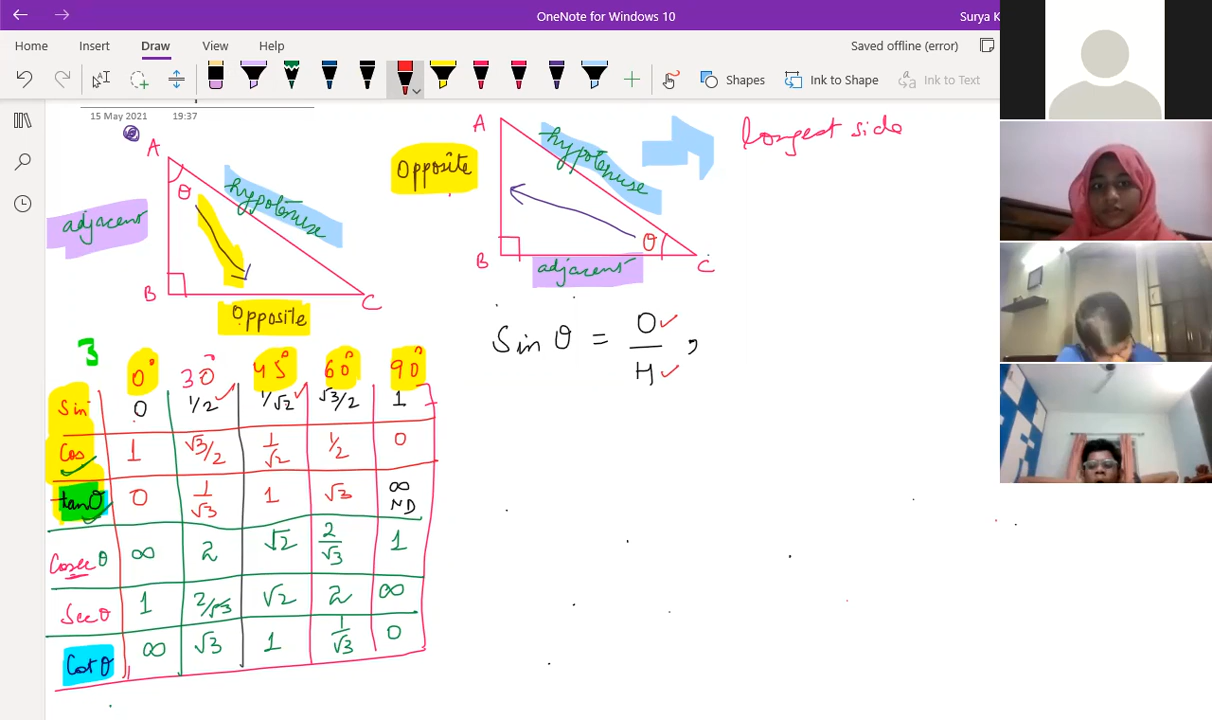 OneNote for Windows 10
Surya K
Home Insert Draw View Help
Saved offline (error)
Shapes Ink to Shape Ink to Text
15 May 2021 19:37
A
θ
hypotenuse
adjacent
B
C
Opposite
A
Opposite
hypotenuse
longest side
θ
B
adjacent
C
Sin θ = O/H ,
3
0° 30° 45° 60° 90°
Sin 0 1/2 1/√2 √3/2 1
Cos 1 √3/2 1/√2 1/2 0
tanθ 0 1/√3 1 √3 ∞ ND
Cosec θ ∞ 2 √2 2/√3 1
Sec θ 1 2/√3 √2 2 ∞
Cot θ ∞ √3 1 1/√3 0